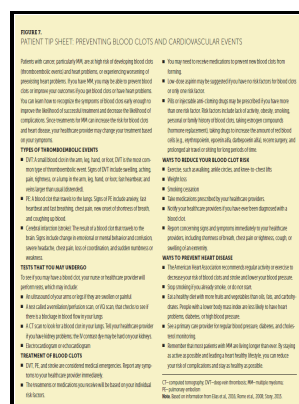 FIGURE 7.
PATIENT TIP SHEET: PREVENTING BLOOD CLOTS AND CARDIOVASCULAR EVENTS
Patients with cancer, particularly MM, are at high risk of developing blood clots
(thromboembolic events) and heart problems, or experiencing worsening of
preexisting heart problems. If you have MM, you may be able to prevent blood
clots or improve your outcomes if you get blood clots or have heart problems.
You can learn how to recognize the symptoms of blood clots early enough to
improve the likelihood of successful treatment and decrease the likelihood of
complications. Since treatments for MM can increase the risk for blood clots
and heart disease, your healthcare provider may change your treatment based
on your symptoms.
TYPES OF THROMBOEMBOLIC EVENTS
■ DVT: A small blood clot in the arm, leg, hand, or foot; DVT is the most com-
mon type of thromboembolic event. Signs of DVT include swelling, aching
pain, tightness, or a lump in the arm, leg, hand, or foot; fast heartbeat; and
veins larger than usual (distended).
■ PE: A blood clot that travels to the lungs. Signs of PE include anxiety, fast
heartbeat and fast breathing, chest pain, new onset of shortness of breath,
and coughing up blood.
■ Cerebral infarction (stroke): The result of a blood clot that travels to the
brain. Signs include change in emotional or mental behavior and confusion,
severe headache, chest pain, loss of coordination, and sudden numbness or
weakness.
TESTS THAT YOU MAY UNDERGO
To see if you may have a blood clot, your nurse or healthcare provider will
perform tests, which may include:
■ An ultrasound of your arms or legs if they are swollen or painful
■ A test called a ventilation/perfusion scan, or VQ scan, that checks to see if
there is a blockage in blood flow in your lungs
■ A CT scan to look for a blood clot in your lungs. Tell your healthcare provider
if you have kidney problems; the IV contrast dye may be hard on your kidneys.
■ Electrocardiogram or echocardiogram
TREATMENT OF BLOOD CLOTS
■ DVT, PE, and stroke are considered medical emergencies. Report any symp-
toms to your healthcare provider immediately.
■ The treatments or medications you receive will be based on your individual
risk factors.
■ You may need to receive medications to prevent new blood clots from
forming.
■ Low-dose aspirin may be suggested if you have no risk factors for blood clots
or only one risk factor.
■ Pills or injectable anti-clotting drugs may be prescribed if you have more
than one risk factor. Risk factors include lack of activity, obesity, smoking,
personal or family history of blood clots, taking estrogen compounds
(hormone replacement), taking drugs to increase the amount of red blood
cells (e.g., erythropoietin, epoetin alfa, darbepoetin alfa), recent surgery, and
prolonged air travel or sitting for long periods of time.
WAYS TO REDUCE YOUR BLOOD CLOT RISK
■ Exercise, such as walking, ankle circles, and knee-to-chest lifts
■ Weight loss
■ Smoking cessation
■ Take medications prescribed by your healthcare providers.
■ Notify your healthcare providers if you have ever been diagnosed with a
blood clot.
■ Report concerning signs and symptoms immediately to your healthcare
providers, including shortness of breath, chest pain or tightness, cough, or
swelling of an extremity.
WAYS TO PREVENT HEART DISEASE
■ The American Heart Association recommends regular activity or exercise to
decrease your risk of blood clots and stroke and lower your blood pressure.
■ Stop smoking if you already smoke, or do not start.
■ Eat a healthy diet with more fruits and vegetables than oils, fats, and carbohy-
drates. People with a lower body mass index are less likely to have heart
problems, diabetes, or high blood pressure.
■ See a primary care provider for regular blood pressure, diabetes, and choles-
terol monitoring.
■ Remember that most patients with MM are living longer than ever. By staying
as active as possible and leading a heart healthy lifestyle, you can reduce
your risk of complications and stay as healthy as possible.
CT—computed tomography; DVT—deep vein thrombosis; MM—multiple myeloma;
PE—pulmonary embolism
Note. Based on information from